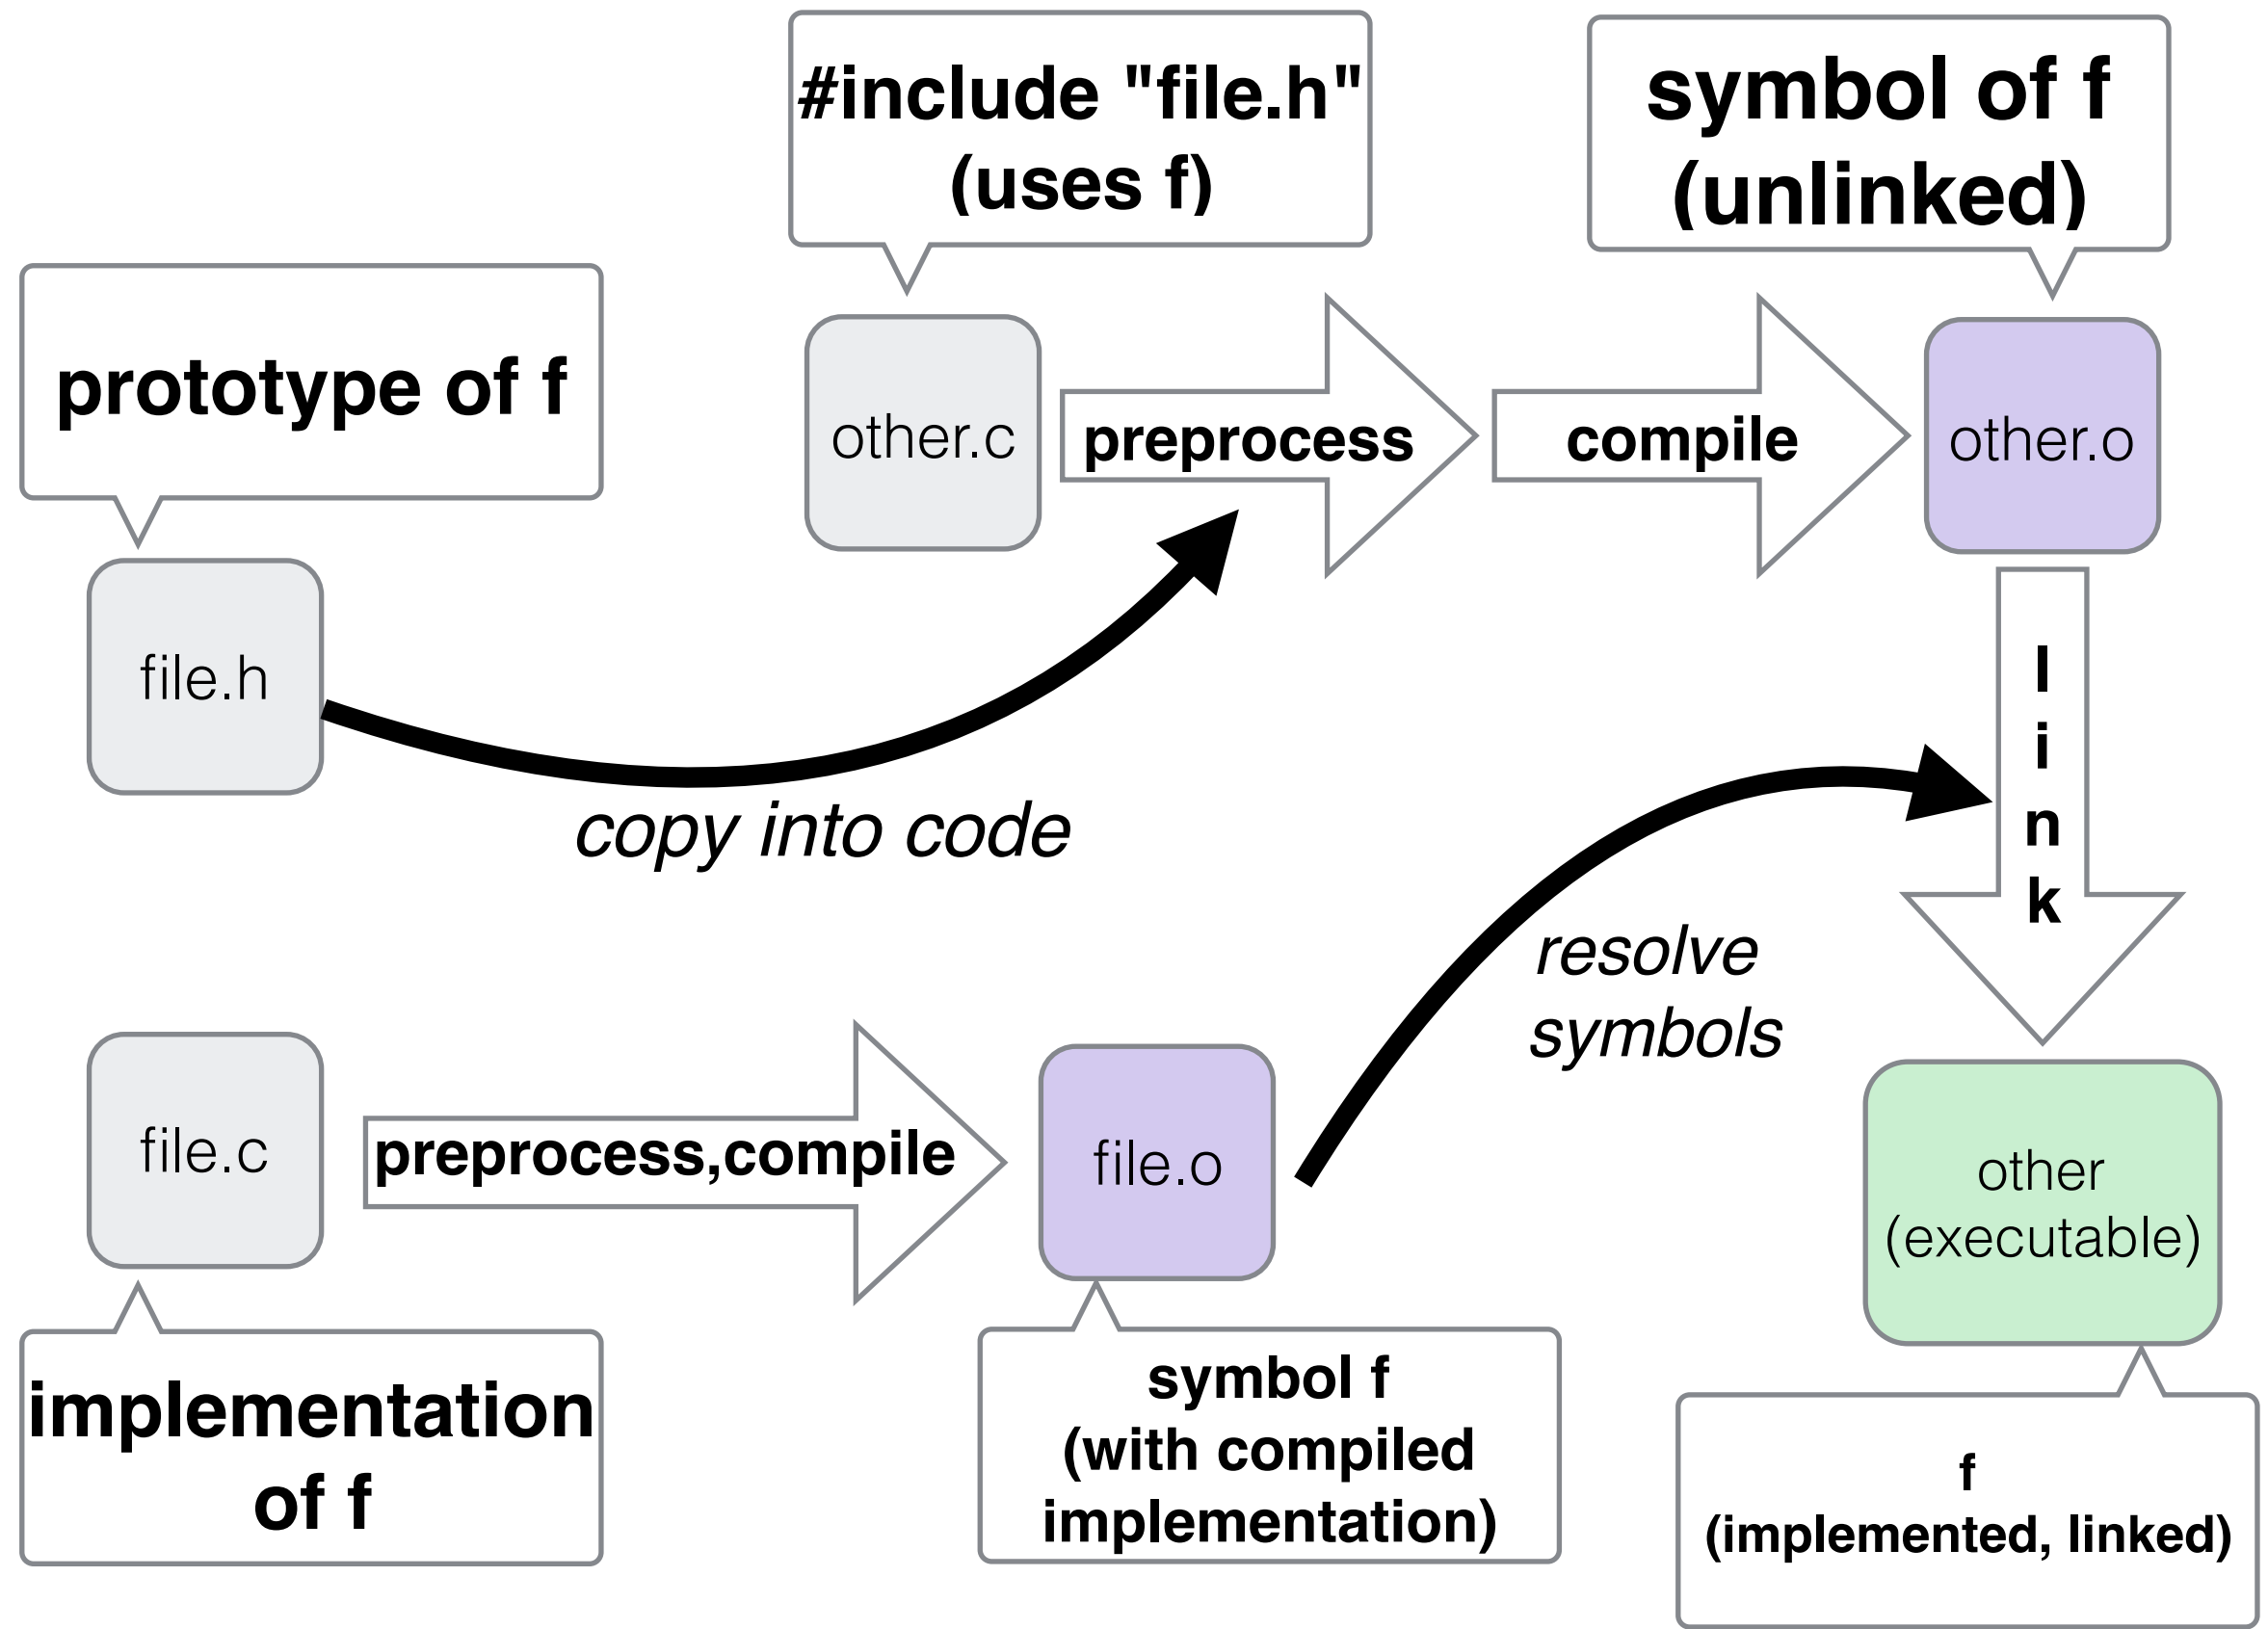 #include "file.h"
(uses f)
symbol of f
(unlinked)
prototype of f
other.c
preprocess
compile
other.o
file.h
copy into code
l
i
n
k
resolve
symbols
file.c
preprocess,compile
file.o
other
(executable)
implementation
of f
symbol f
(with compiled
implementation)
f
(implemented, linked)